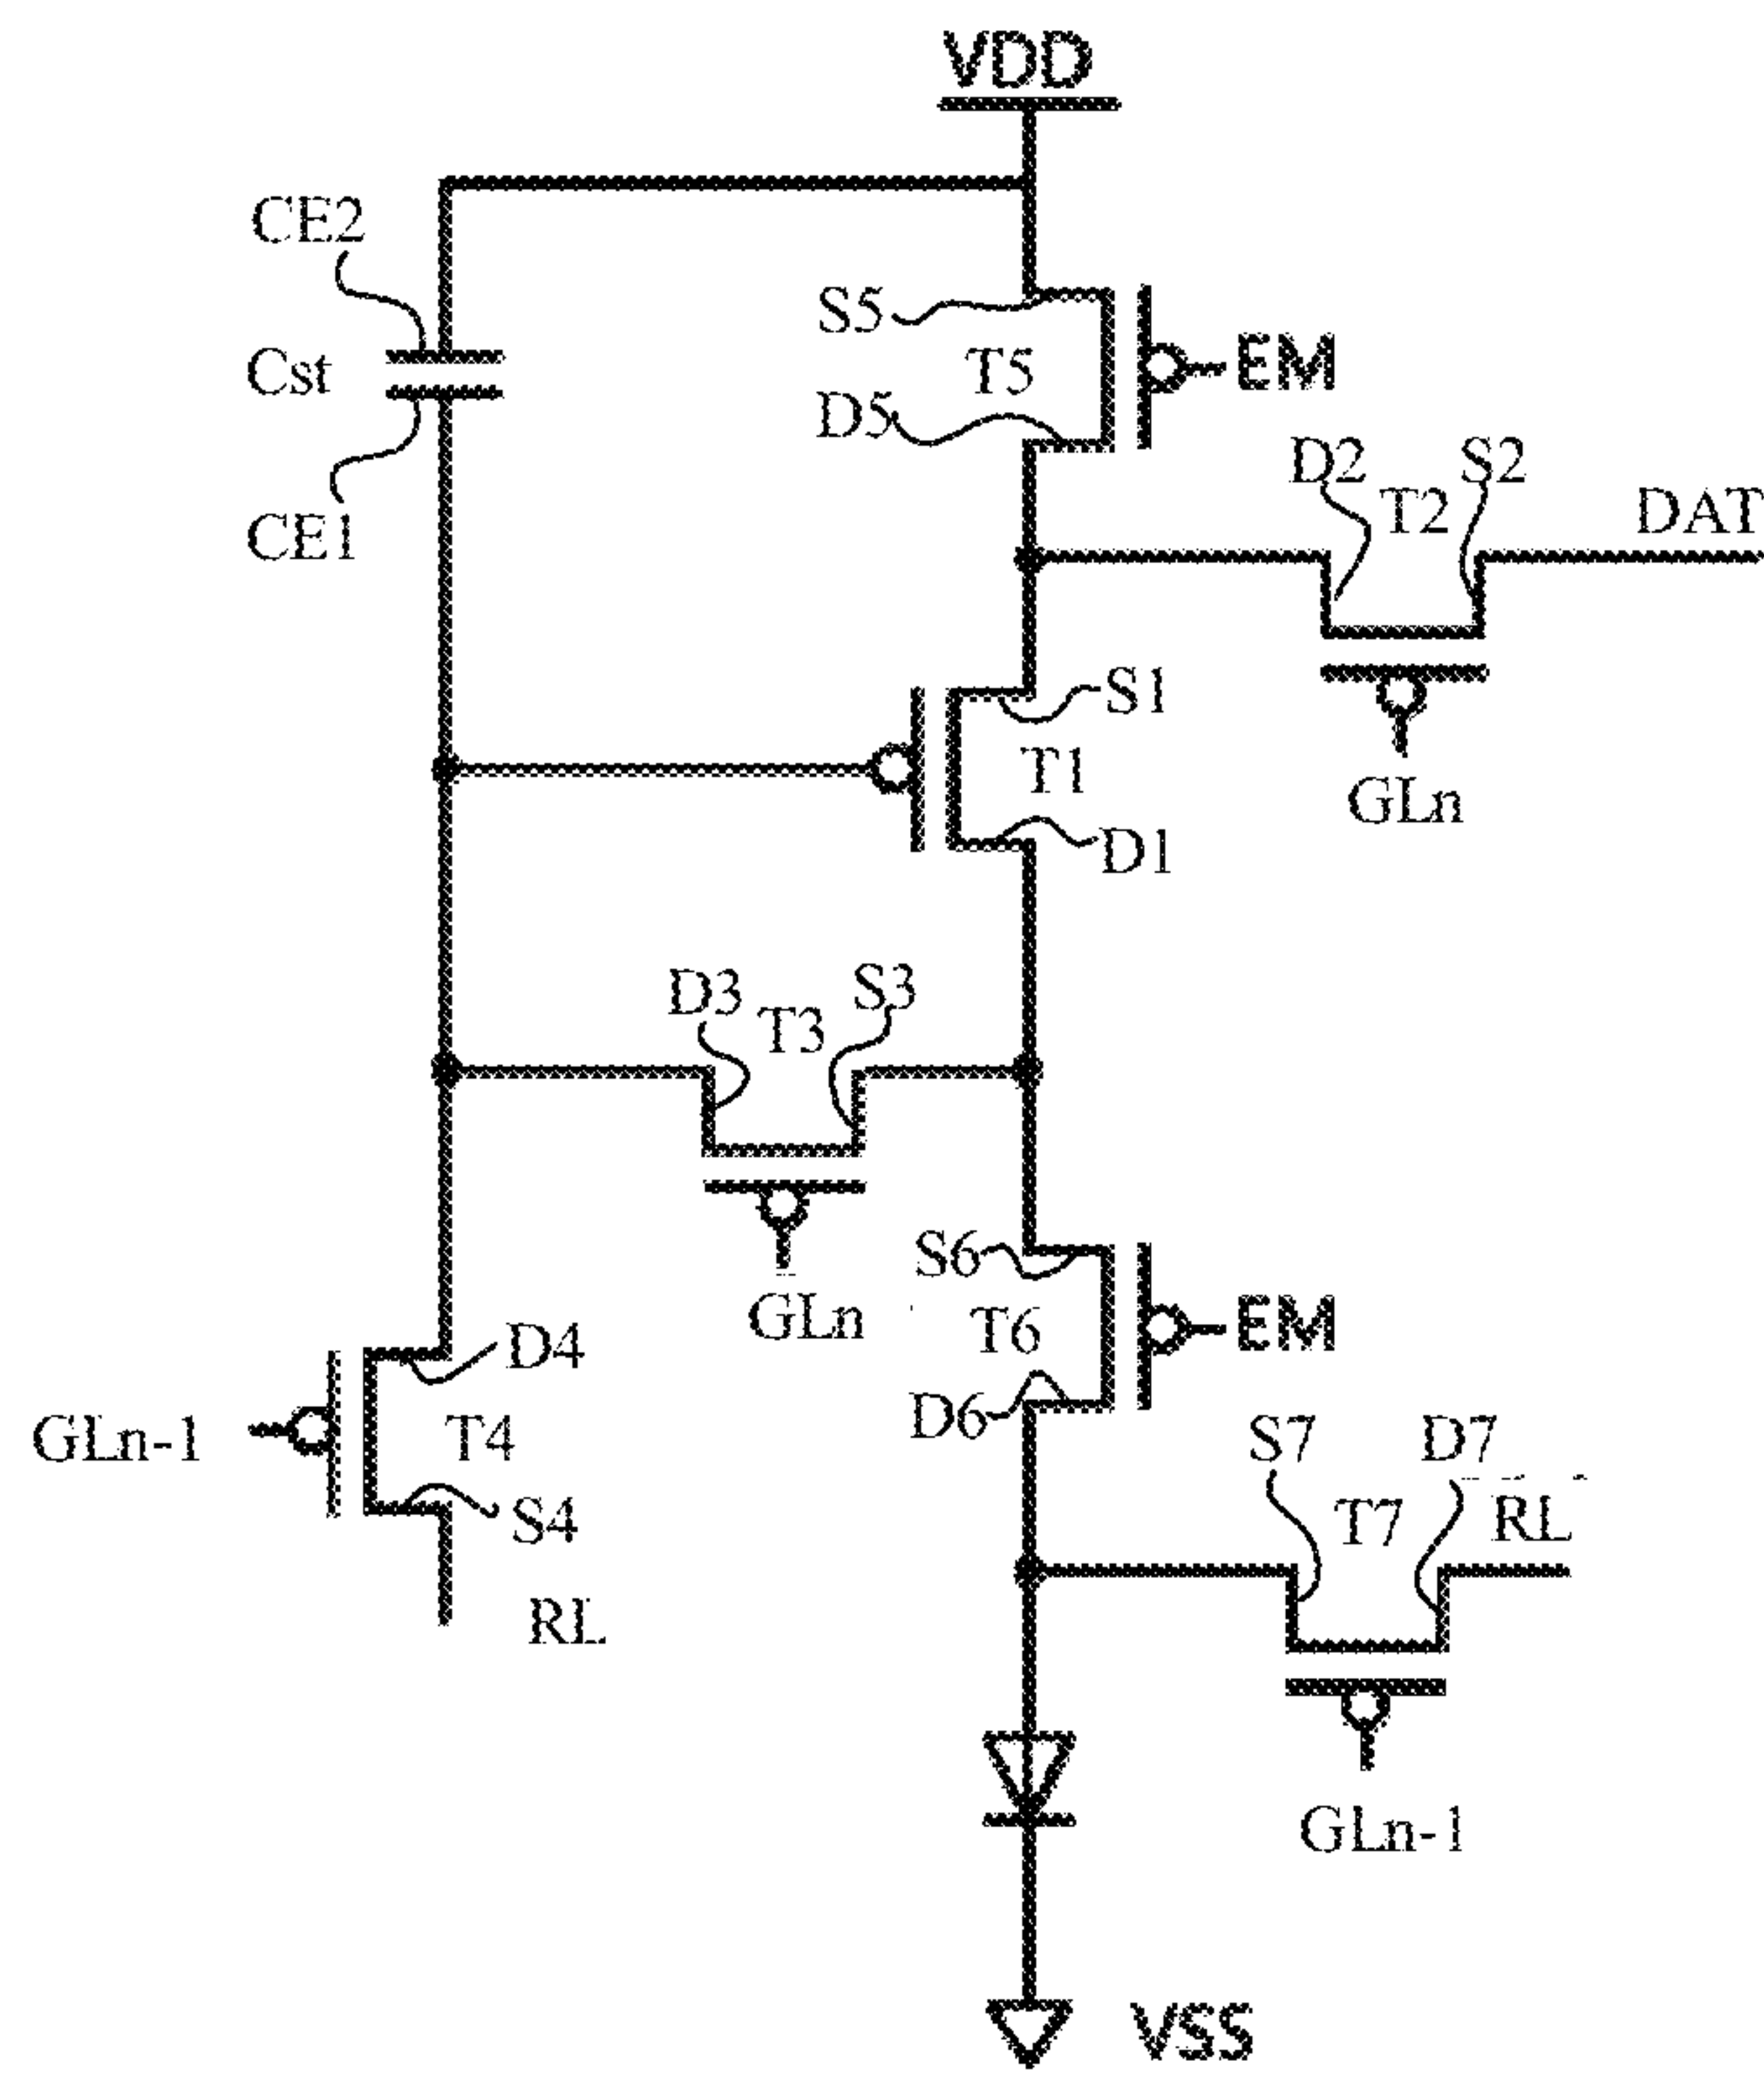 VDD
CE2
S5
T5
EM
Cst
D5
D2
S2
T2
DAT
CE1
S1
T1
GLn
D1
D3
S3
T3
S6
GLn
T6
EM
D4
D6
GLn-1
T4
S7
D7
S4
T7
RL
RL
GLn-1
VSS